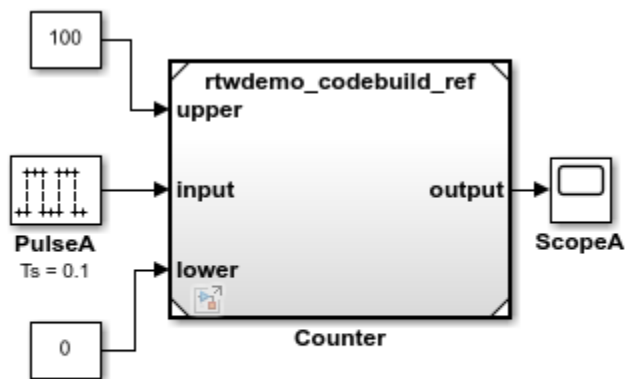 100
rtwdemo_codebuild_ref
upper
input
output
PulseA
Ts = 0.1
ScopeA
lower
Counter
0